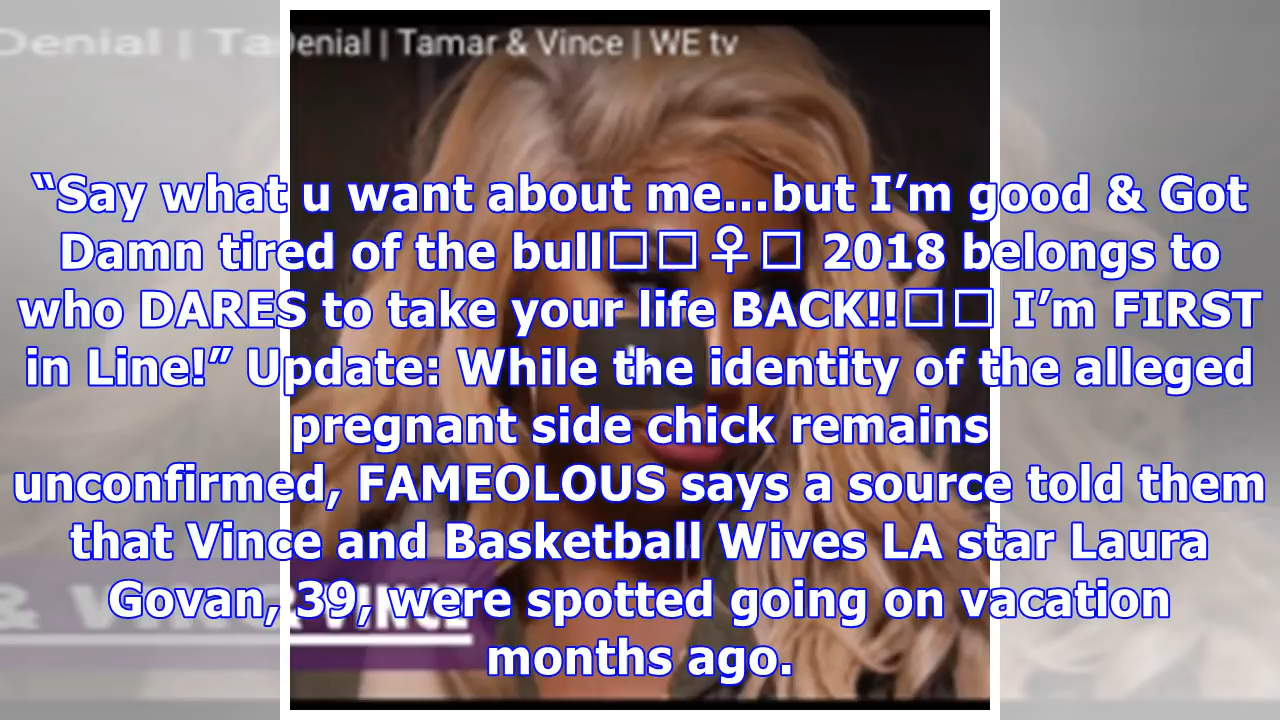 Denial | Ta
Denial | Tamar & Vince | WE tv
“Say what u want about me...but I’m good & Got
Damn tired of the bull□□♀□ 2018 belongs to
who DARES to take your life BACK!!□□ I’m FIRST
in Line!” Update: While the identity of the alleged
pregnant side chick remains
unconfirmed, FAMEOLOUS says a source told them
that Vince and Basketball Wives LA star Laura
Govan, 39, were spotted going on vacation
months ago.